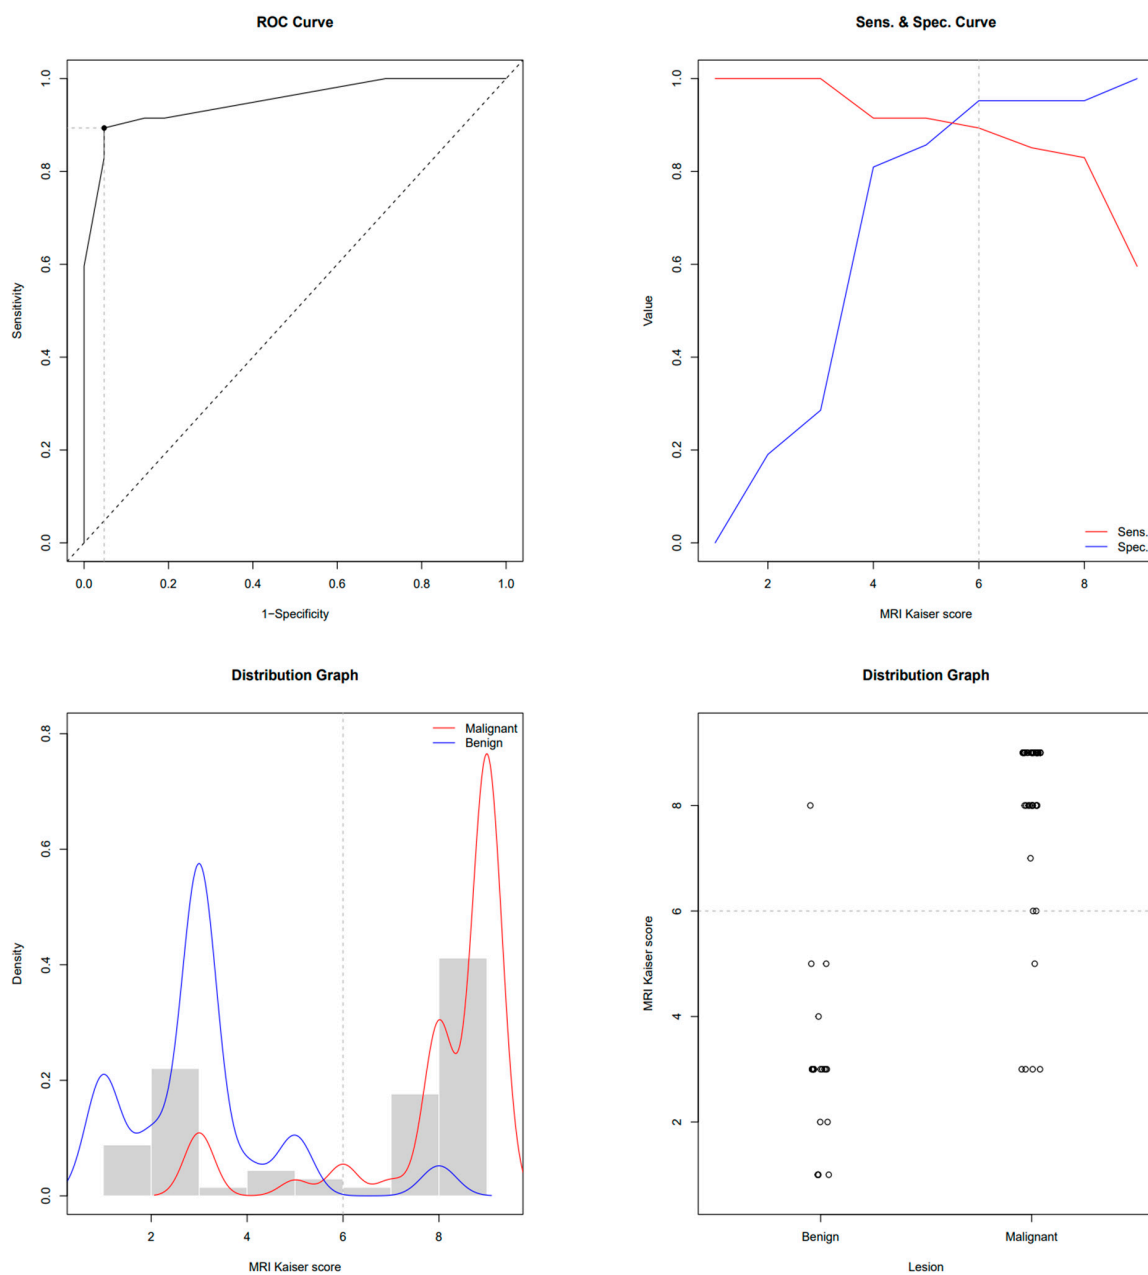 ROC Curve
1.0
0.8
0.6
0.4
0.2
0.0
Sensitivity
0.0 0.2 0.4 0.6 0.8 1.0
1−Specificity
Sens. & Spec. Curve
1.0
0.8
0.6
0.4
0.2
0.0
Value
Sens.
Spec.
2 4 6 8
MRI Kaiser score
Distribution Graph
0.8
0.6
0.4
0.2
0.0
Density
Malignant
Benign
2 4 6 8
MRI Kaiser score
Distribution Graph
8
6
4
2
MRI Kaiser score
Benign Malignant
Lesion